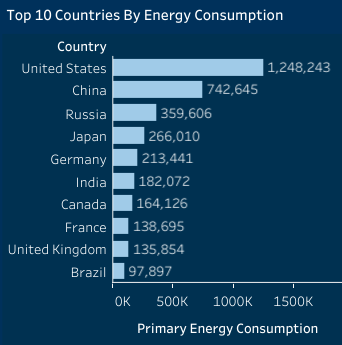 Top 10 Countries By Energy Consumption
Country
United States 1,248,243
China 742,645
Russia 359,606
Japan 266,010
Germany 213,441
India 182,072
Canada 164,126
France 138,695
United Kingdom 135,854
Brazil 97,897
0K 500K 1000K 1500K
Primary Energy Consumption